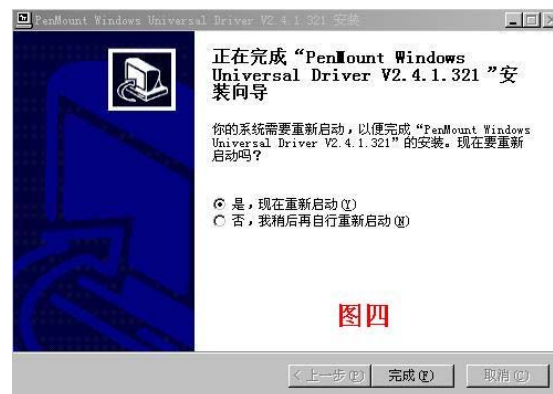 PenMount Windows Universal Driver V2.4.1.321 安装
正在完成“PenMount Windows
Universal Driver V2.4.1.321 ”安
装向导
你的系统需要重新启动，以便完成“PenMount Windows
Universal Driver V2.4.1.321”的安装。现在要重新
启动吗？
是，现在重新启动(Y)
否，我稍后再自行重新启动(N)
图四
< 上一步(P) 完成(F) 取消(C)